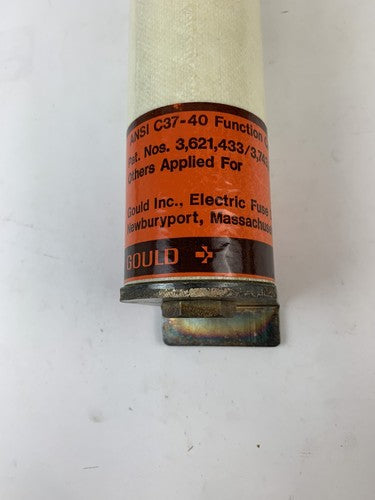 ANSI C37-40 Function
Pat. Nos. 3,621,433/3,74
Others Applied For
Gould Inc., Electric Fuse
Newburyport,
GOULD